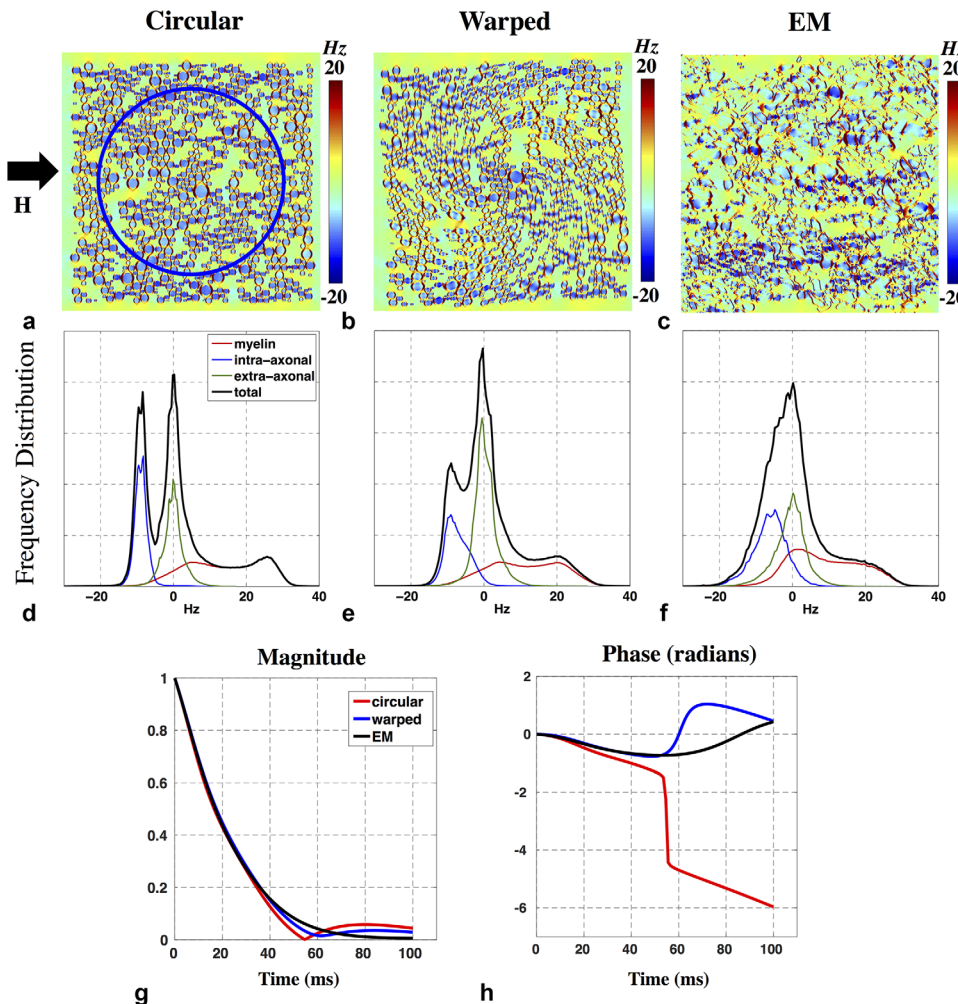 Circular Warped EM
Hz Hz Hz
20 20 20
H
-20 -20 -20
a b c
Frequency Distribution
myelin
intra-axonal
extra-axonal
total
−20 0 20 40 −20 0 20 40 −20 0 20 40
Hz Hz Hz
d e f
Magnitude Phase (radians)
1
0.8
0.6
0.4
0.2
0
circular
warped
EM
2
0
-2
-4
-6
0 20 40 60 80 100 0 20 40 60 80 100
Time (ms) Time (ms)
g h